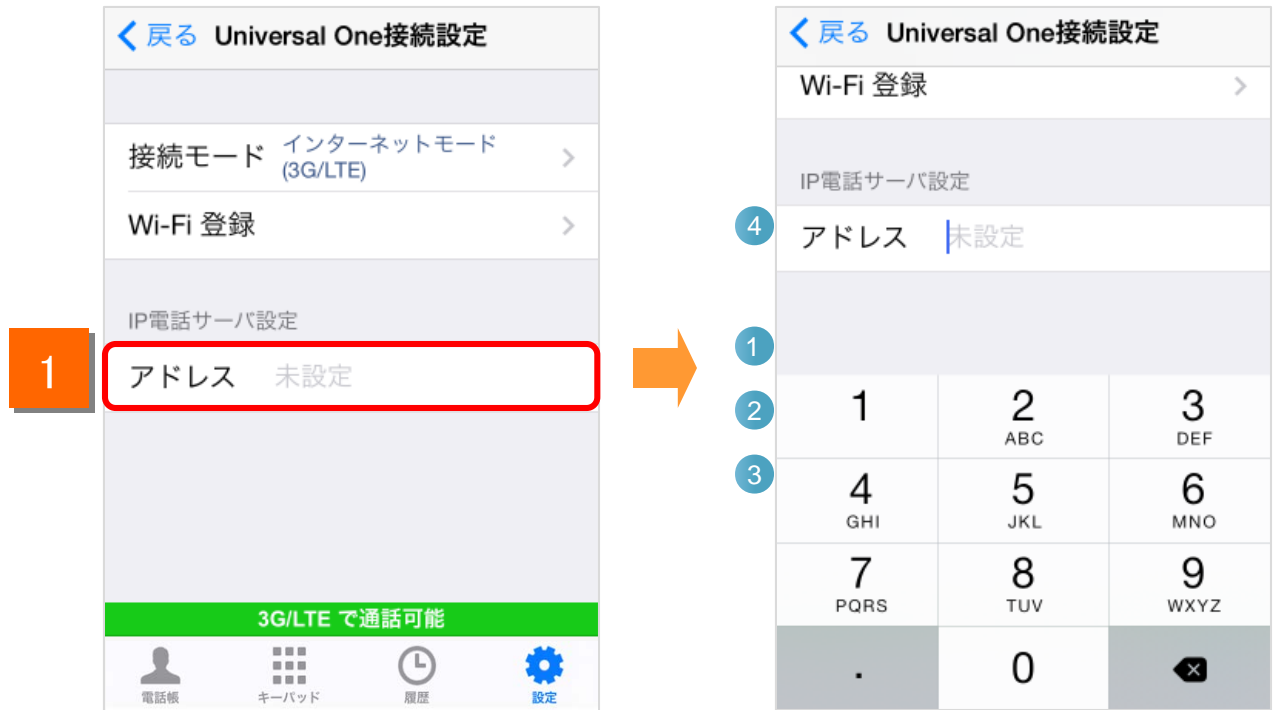 戻る Universal One接続設定
接続モード インターネットモード
(3G/LTE)
Wi-Fi 登録
IP電話サーバ設定
1
アドレス 未設定
3G/LTE で通話可能
電話帳 キーパッド 履歴 設定
戻る Universal One接続設定
Wi-Fi 登録
IP電話サーバ設定
4
アドレス 未設定
1
2
3
1 2 3
ABC DEF
4 5 6
GHI JKL MNO
7 8 9
PQRS TUV WXYZ
. 0